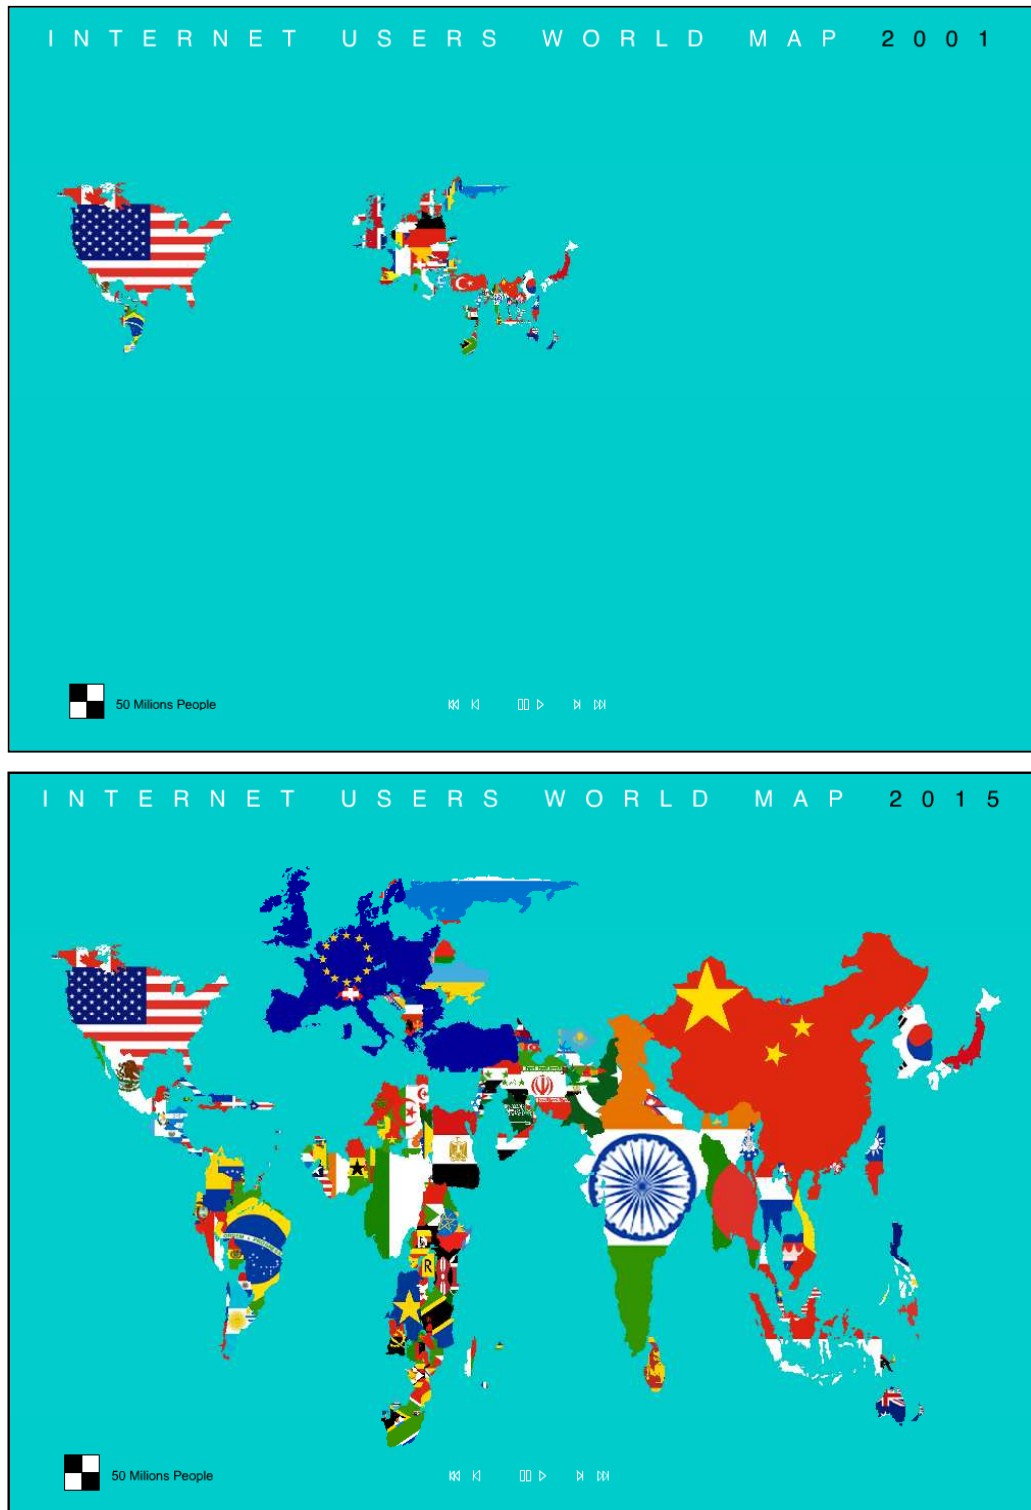 INTERNET USERS WORLD MAP 2001
50 Milions People
INTERNET USERS WORLD MAP 2015
R
50 Milions People